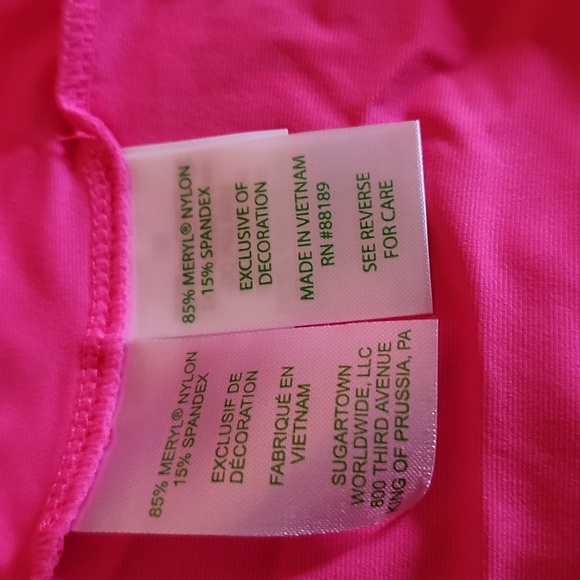 85% MERYL® NYLON
15% SPANDEX
EXCLUSIVE OF
DECORATION
MADE IN VIETNAM
RN #88189
SEE REVERSE
FOR CARE
85% MERYL® NYLON
15% SPANDEX
EXCLUSIF DE
DÉCORATION
FABRIQUÉ EN
VIETNAM
SUGARTOWN
WORLDWIDE, LLC
800 THIRD AVENUE
KING OF PRUSSIA, PA